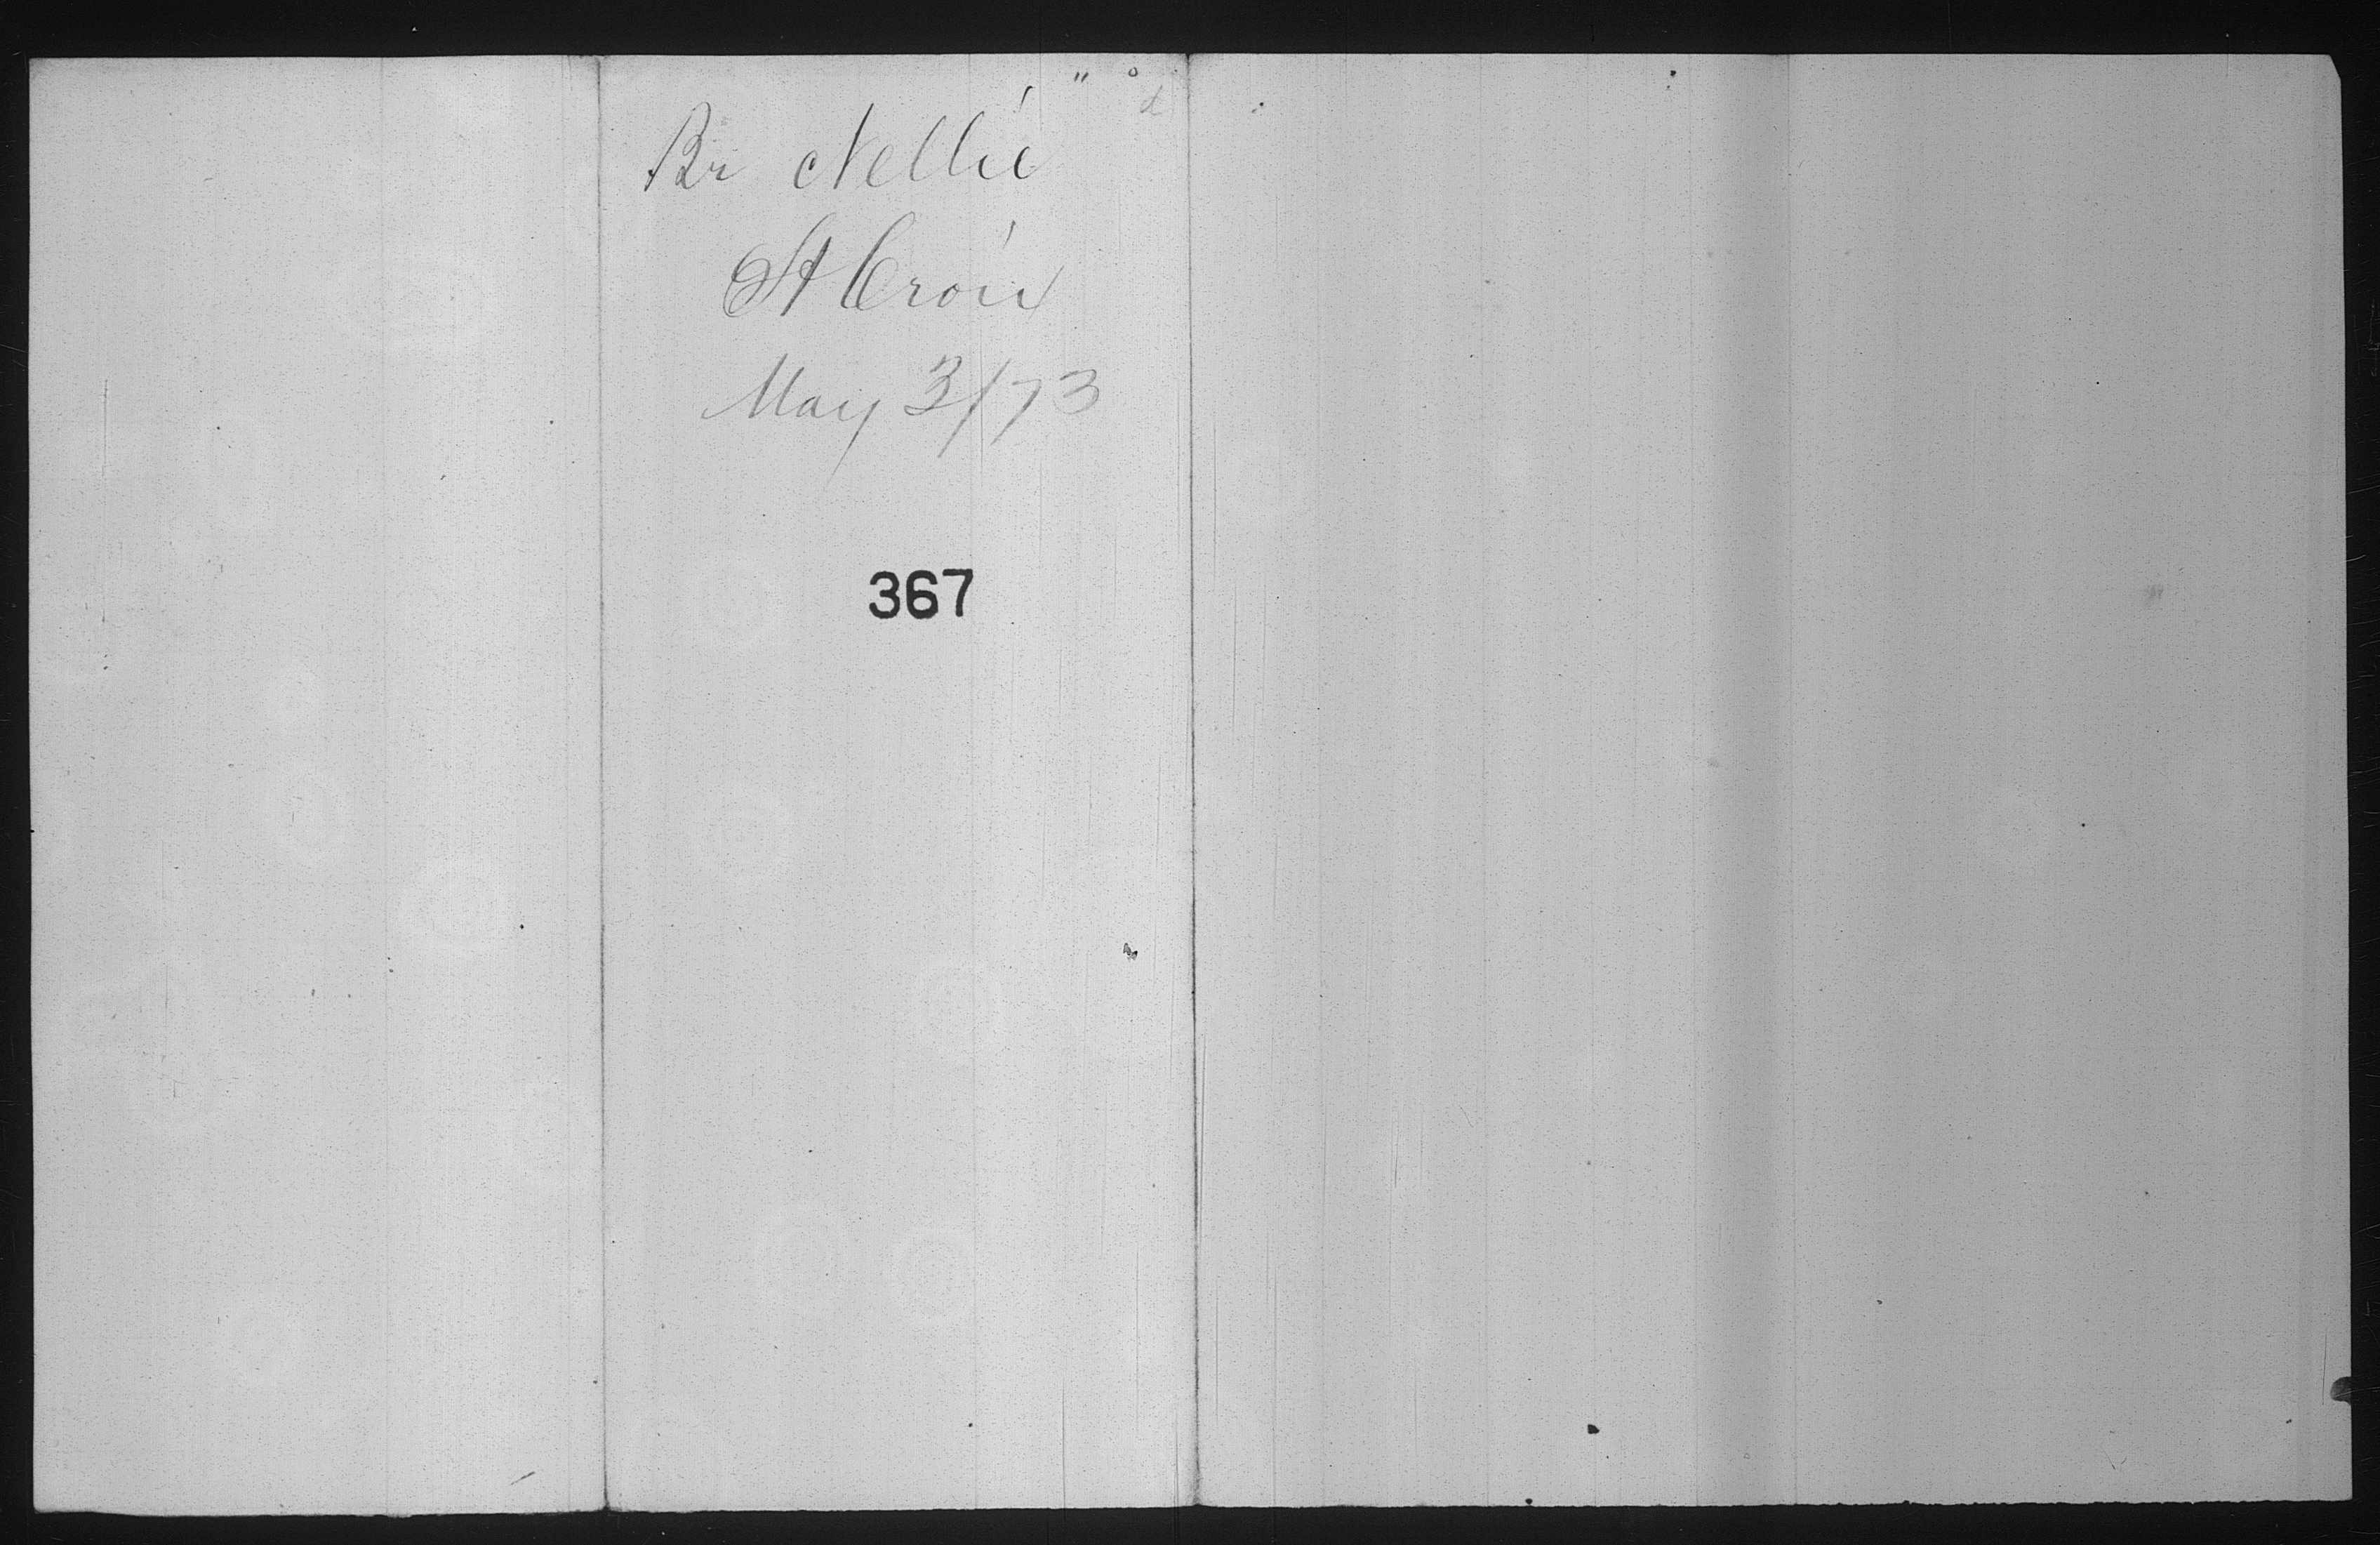 Br Nellie
St Croix
May 3/73
367